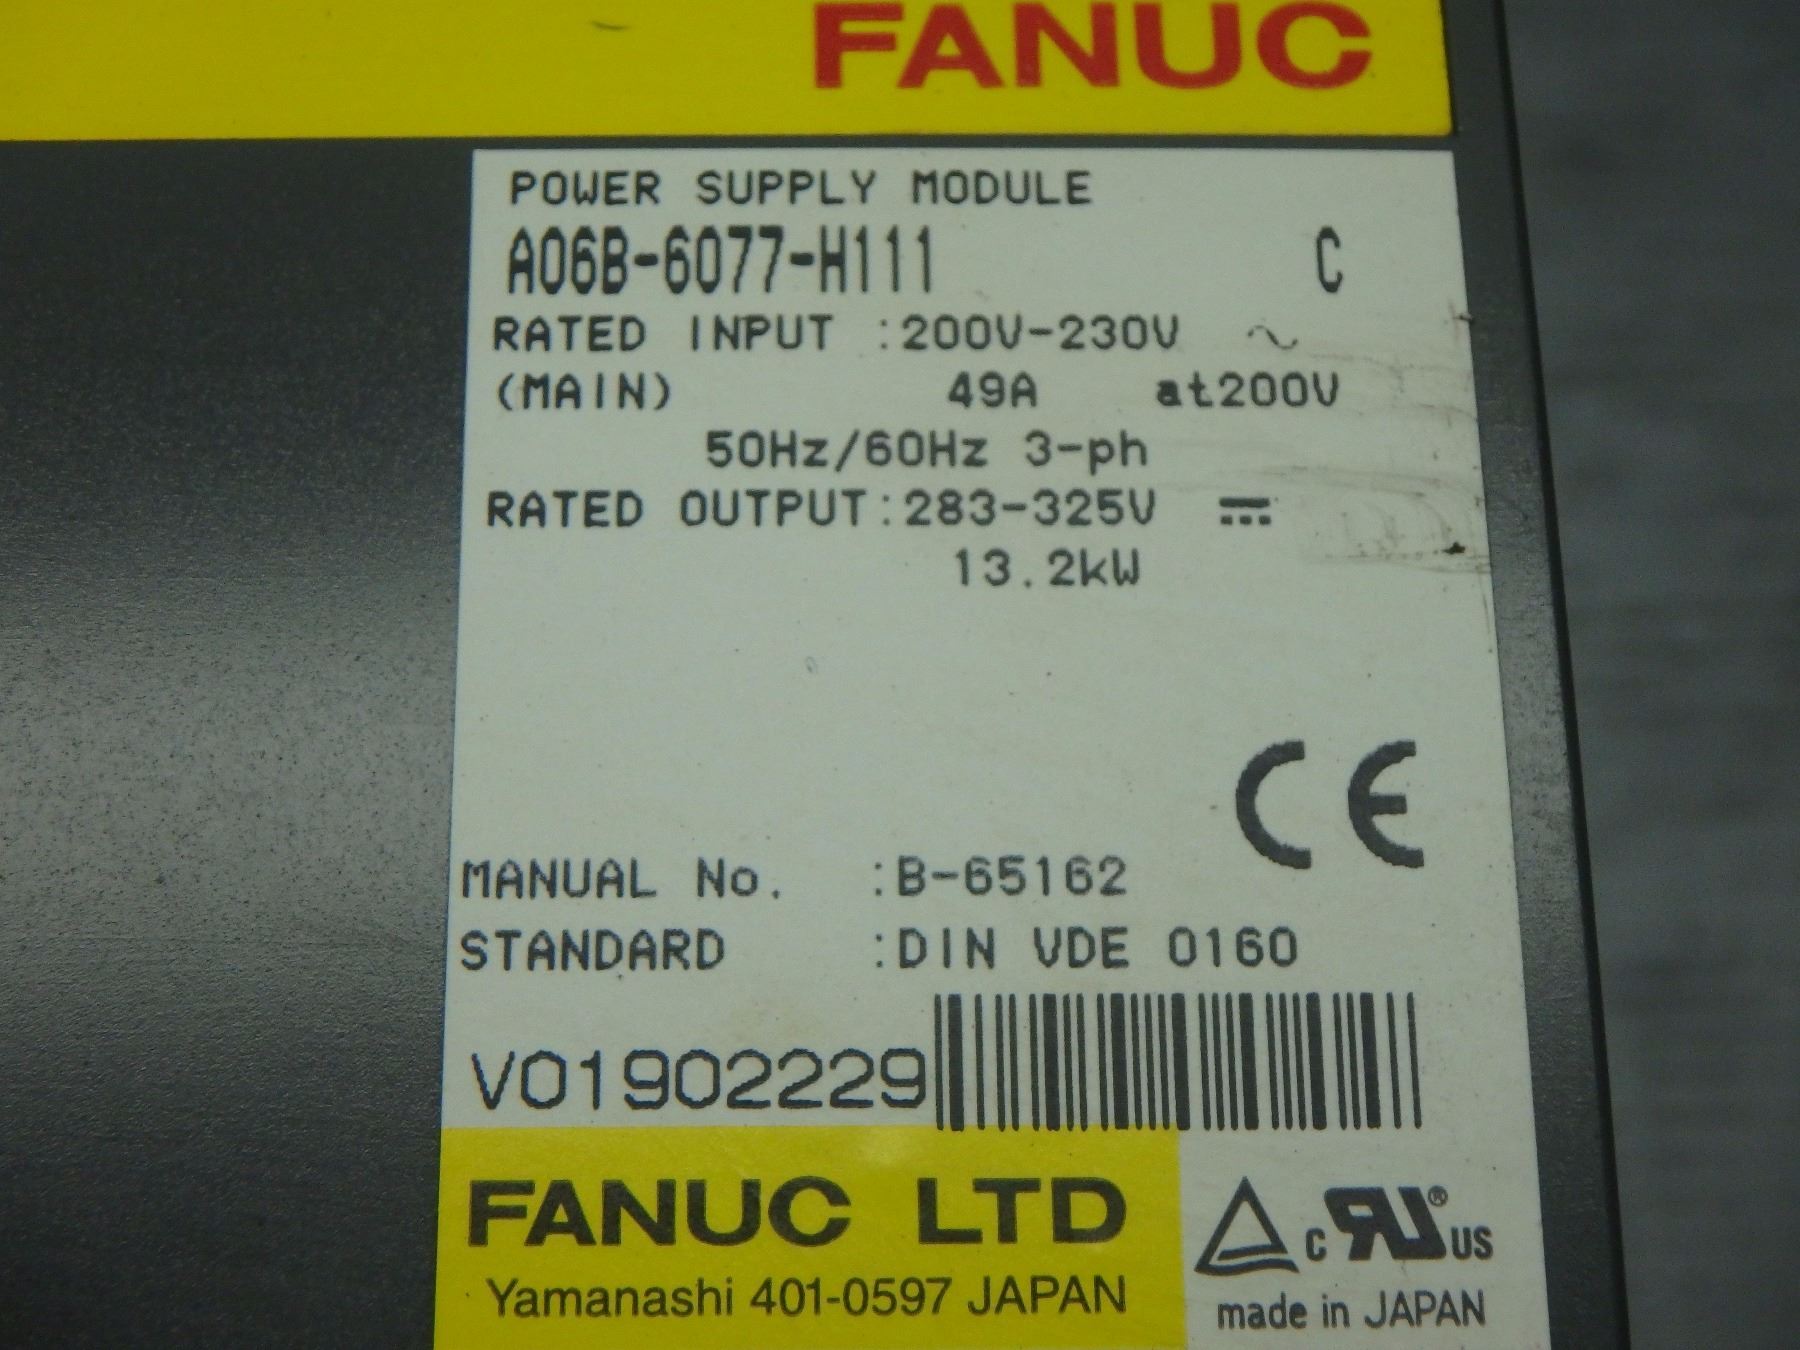 FANUC
POWER SUPPLY MODULE
A06B-6077-H111 C
RATED INPUT :200V-230V ~
(MAIN) 49A at200V
50Hz/60Hz 3-ph
RATED OUTPUT:283-325V ⎓
13.2kW
CE
MANUAL No. :B-65162
STANDARD :DIN VDE 0160
V01902229
FANUC LTD
Yamanashi 401-0597 JAPAN
c RU ® US
made in JAPAN